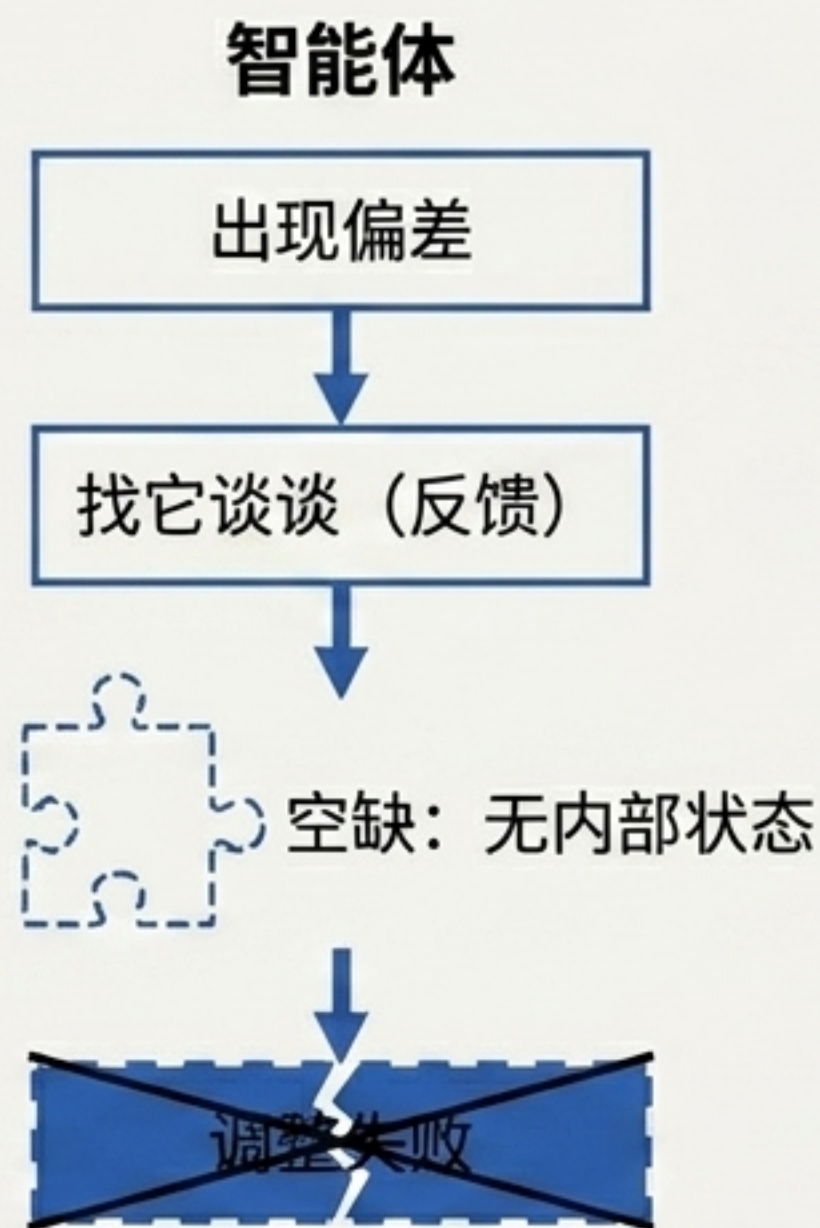 智能体
出现偏差
找它谈谈（反馈）
空缺：无内部状态
调整失败